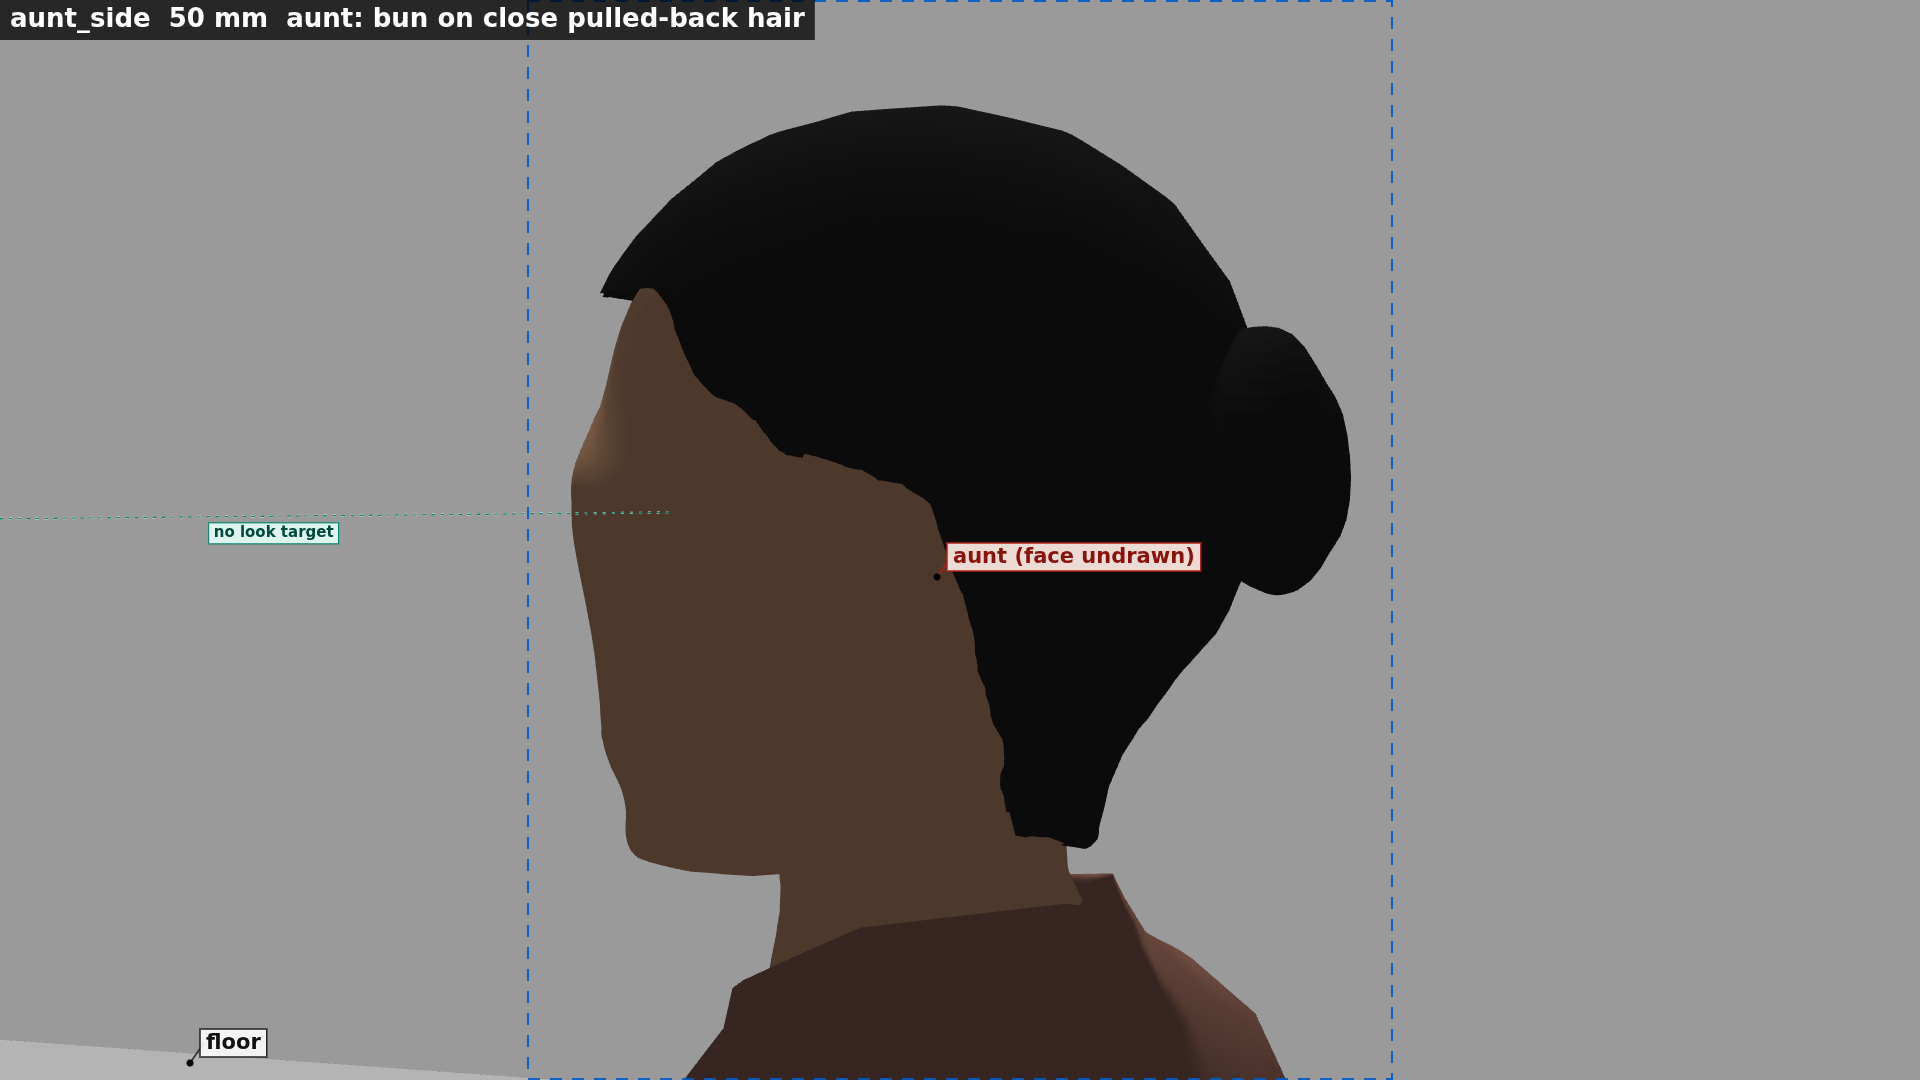 aunt_side  50 mm  aunt: bun on close pulled-back hair
no look target
aunt (face undrawn)
floor